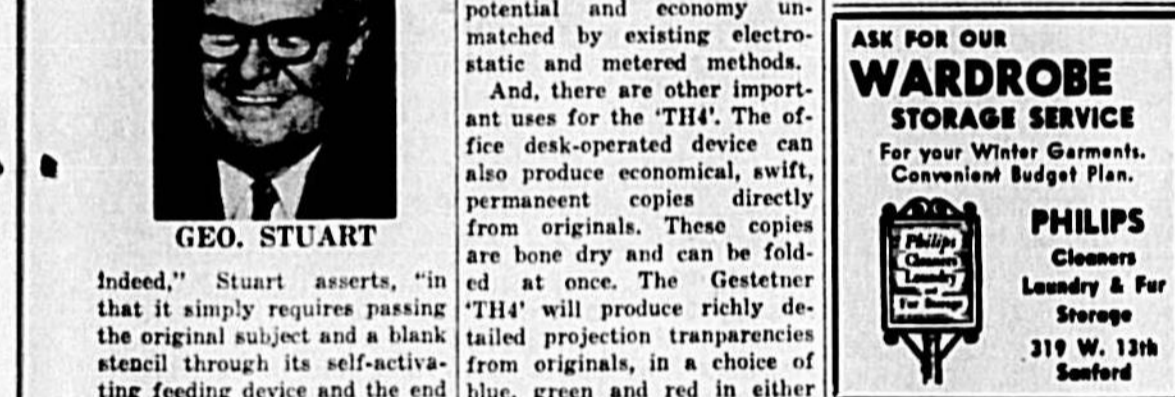 GEO. STUART
Indeed," Stuart asserts, "in
that it simply requires passing
the original subject and a blank
stencil through its self-activa-
ting feeding device and the end
potential and economy un-
matched by existing electro-
static and metered methods.
And, there are other import-
ant uses for the 'TH4'. The of-
fice desk-operated device can
also produce economical, swift,
permaneent copies directly
from originals. These copies
are bone dry and can be fold-
ed at once. The Gestetner
'TH4' will produce richly de-
tailed projection tranparencies
from originals, in a choice of
blue, green and red in either
ASK FOR OUR
WARDROBE
STORAGE SERVICE
For your Winter Garments.
Convenient Budget Plan.
Philips
Cleaners
Laundry
Fur Storage
PHILIPS
Cleaners
Laundry & Fur
Storage
319 W. 13th
Sanford